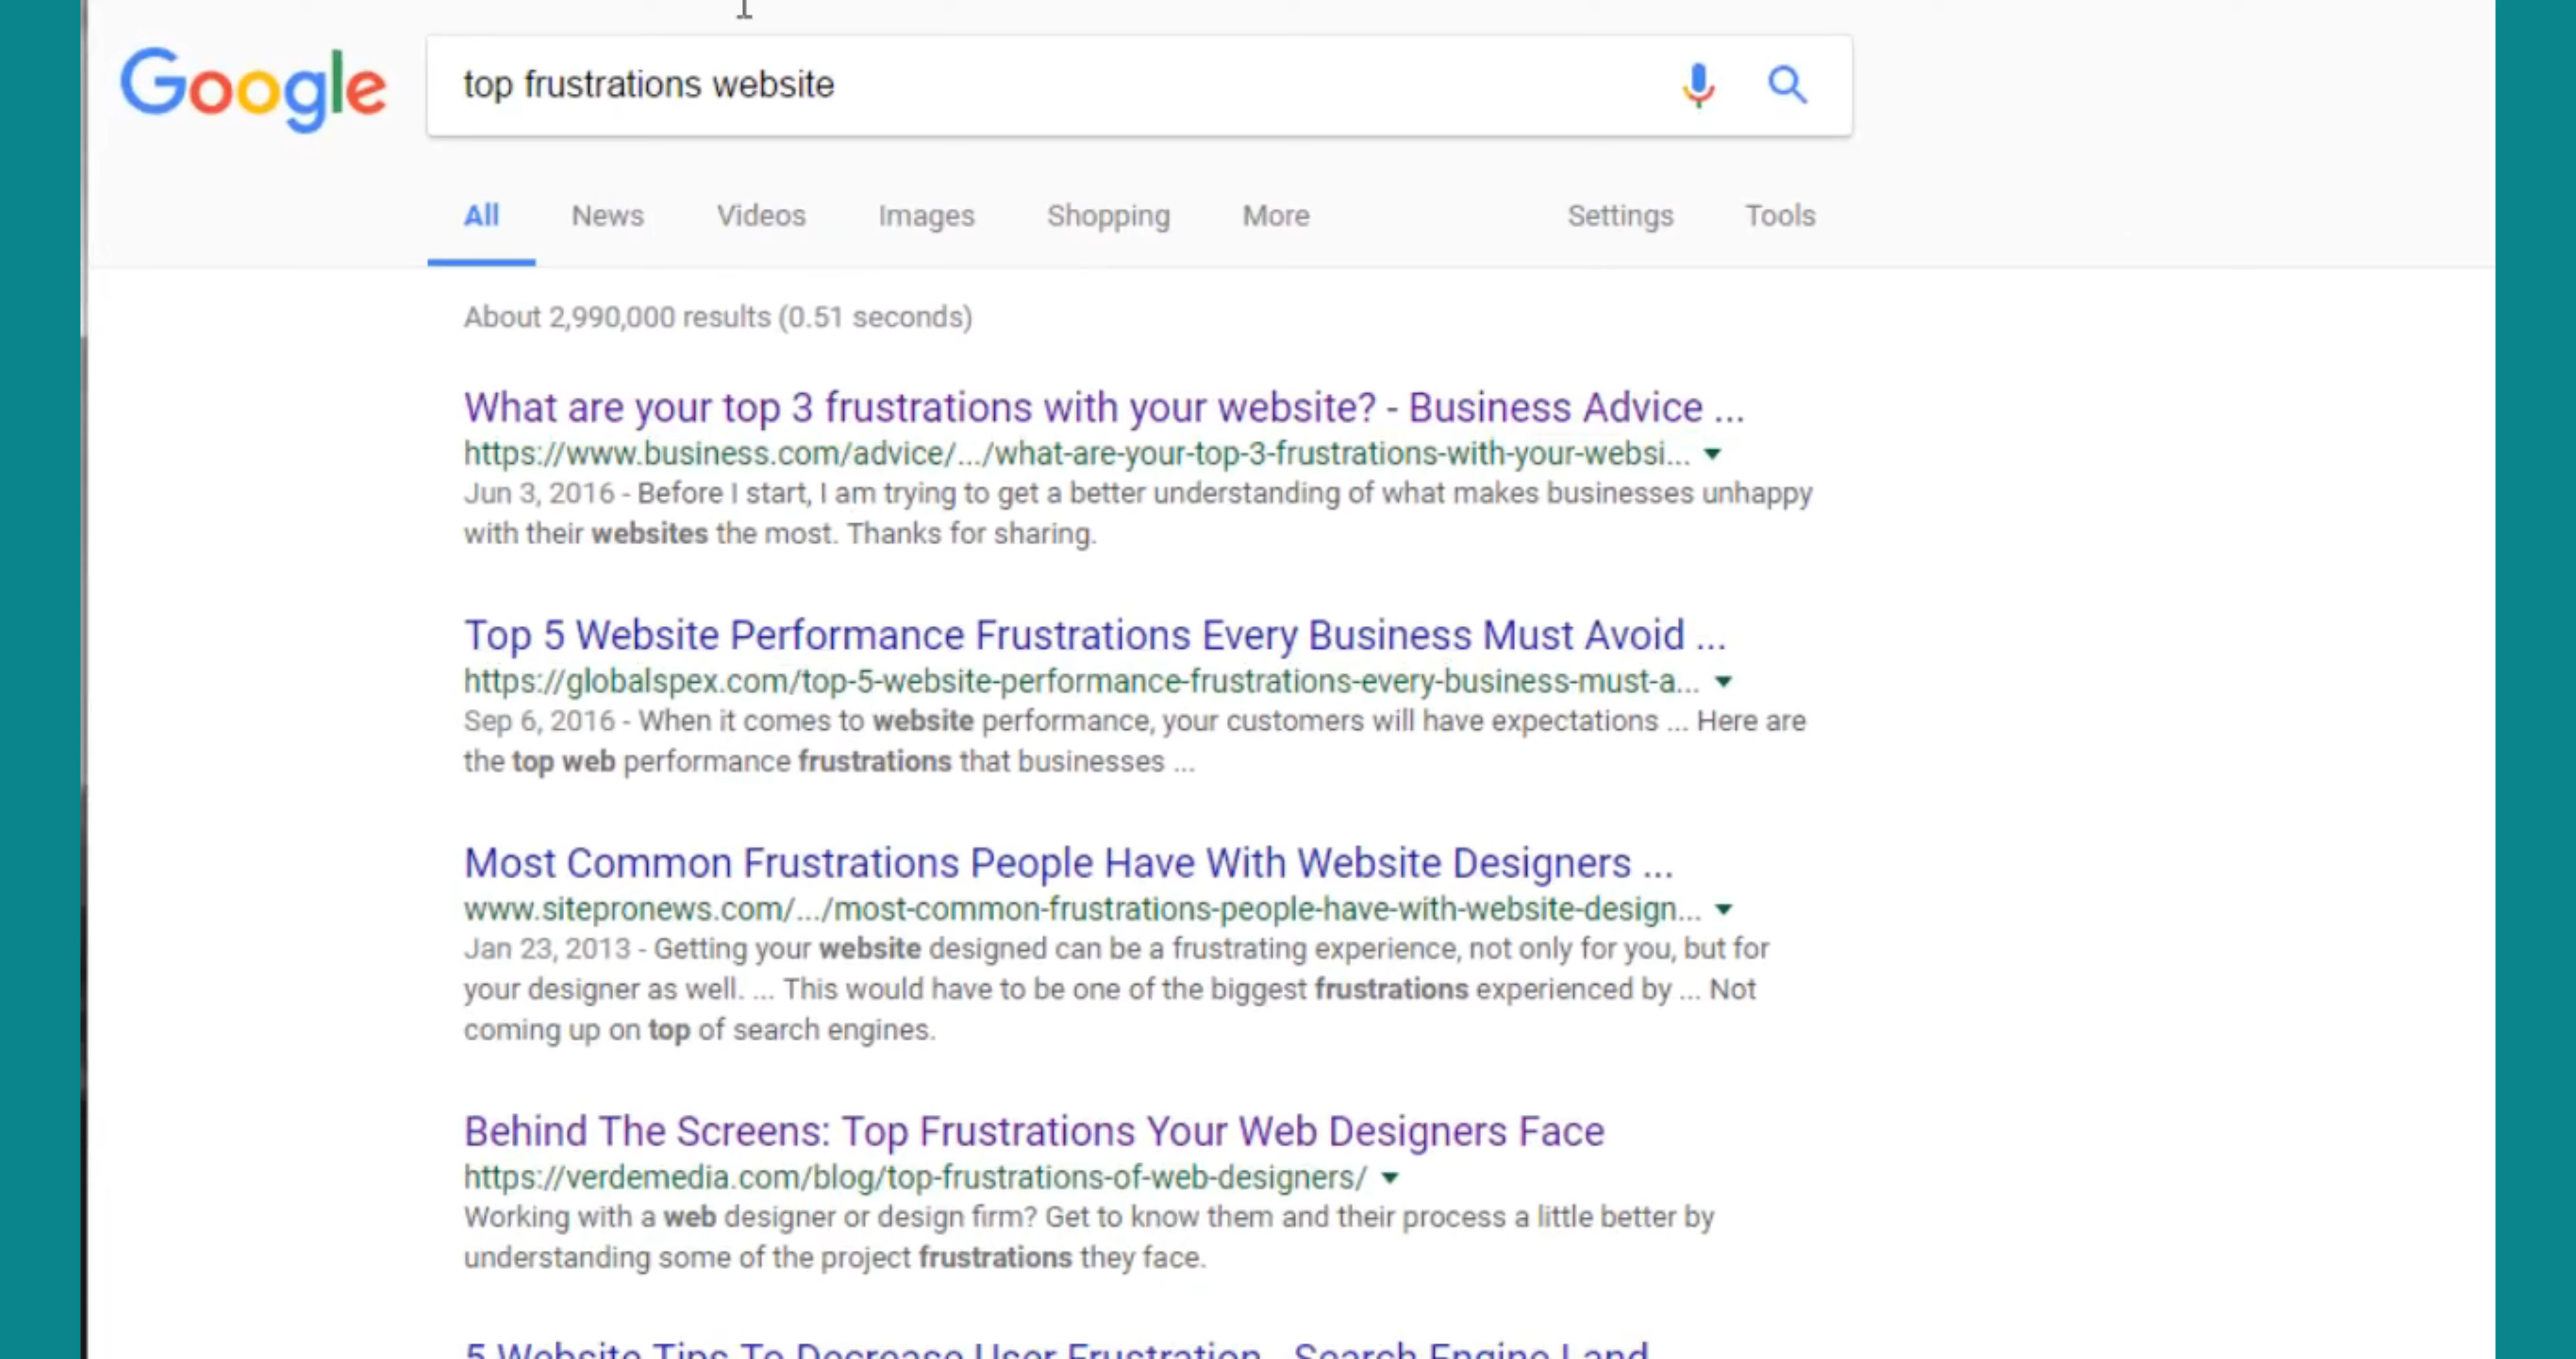 Google
top frustrations website
All News Videos Images Shopping More Settings Tools
About 2,990,000 results (0.51 seconds)
What are your top 3 frustrations with your website? - Business Advice ...
https://www.business.com/advice/.../what-are-your-top-3-frustrations-with-your-websi...
Jun 3, 2016 - Before I start, I am trying to get a better understanding of what makes businesses unhappy
with their websites the most. Thanks for sharing.
Top 5 Website Performance Frustrations Every Business Must Avoid ...
https://globalspex.com/top-5-website-performance-frustrations-every-business-must-a...
Sep 6, 2016 - When it comes to website performance, your customers will have expectations ... Here are
the top web performance frustrations that businesses ...
Most Common Frustrations People Have With Website Designers ...
www.sitepronews.com/.../most-common-frustrations-people-have-with-website-design...
Jan 23, 2013 - Getting your website designed can be a frustrating experience, not only for you, but for
your designer as well. ... This would have to be one of the biggest frustrations experienced by ... Not
coming up on top of search engines.
Behind The Screens: Top Frustrations Your Web Designers Face
https://verdemedia.com/blog/top-frustrations-of-web-designers/
Working with a web designer or design firm? Get to know them and their process a little better by
understanding some of the project frustrations they face.
5 Website Tips To Decrease User Frustration - Search Engine Land